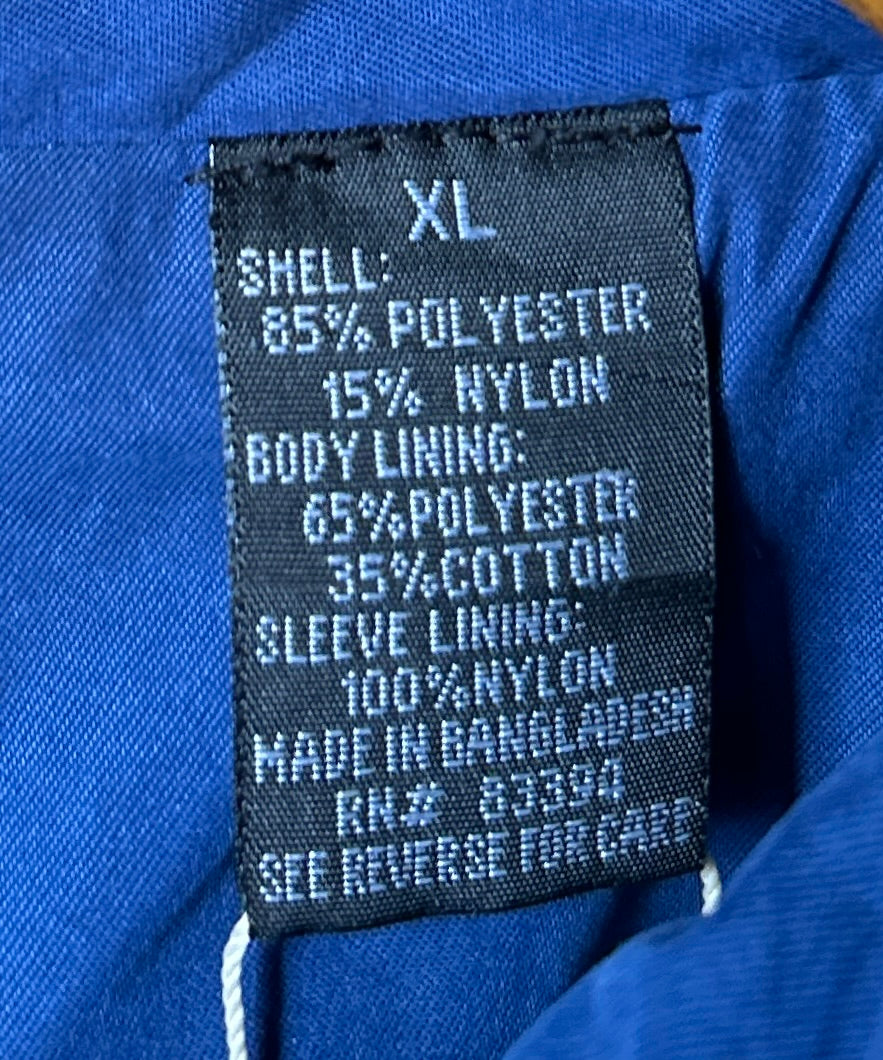 XL
SHELL:
85% POLYESTER
15% NYLON
BODY LINING:
65%POLYESTER
35%COTTON
SLEEVE LINING:
100%NYLON
MADE IN BANGLADESH
RN# 83394
SEE REVERSE FOR CARE